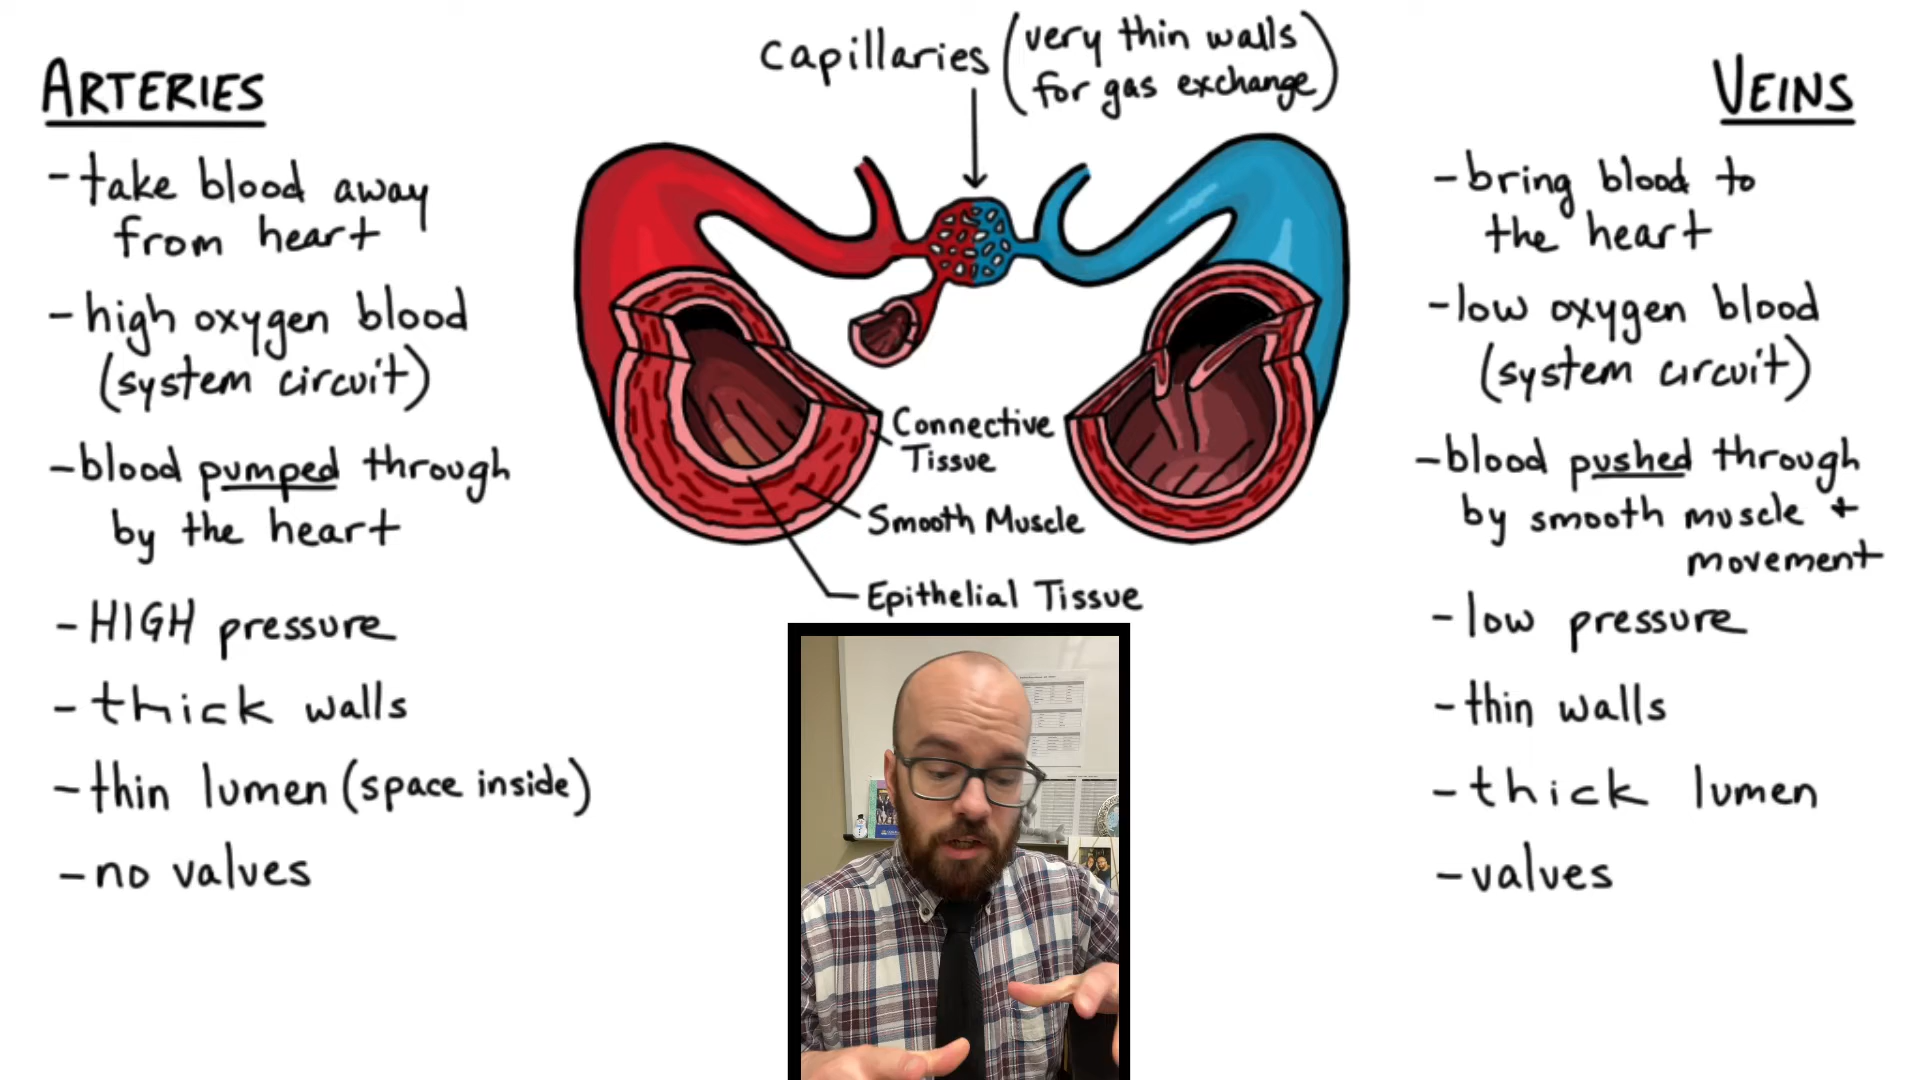 ARTERIES
-take blood away
from heart
-high oxygen blood
(system circuit)
-blood pumped through
by the heart
-HIGH pressure
-thick walls
-thin lumen (space inside)
-no valves
capillaries (very thin walls
for gas exchange)
Connective
Tissue
Smooth Muscle
Epithelial Tissue
VEINS
-bring blood to
the heart
-low oxygen blood
(system circuit)
-blood pushed through
by smooth muscle +
movement
-low pressure
-thin walls
-thick lumen
-valves